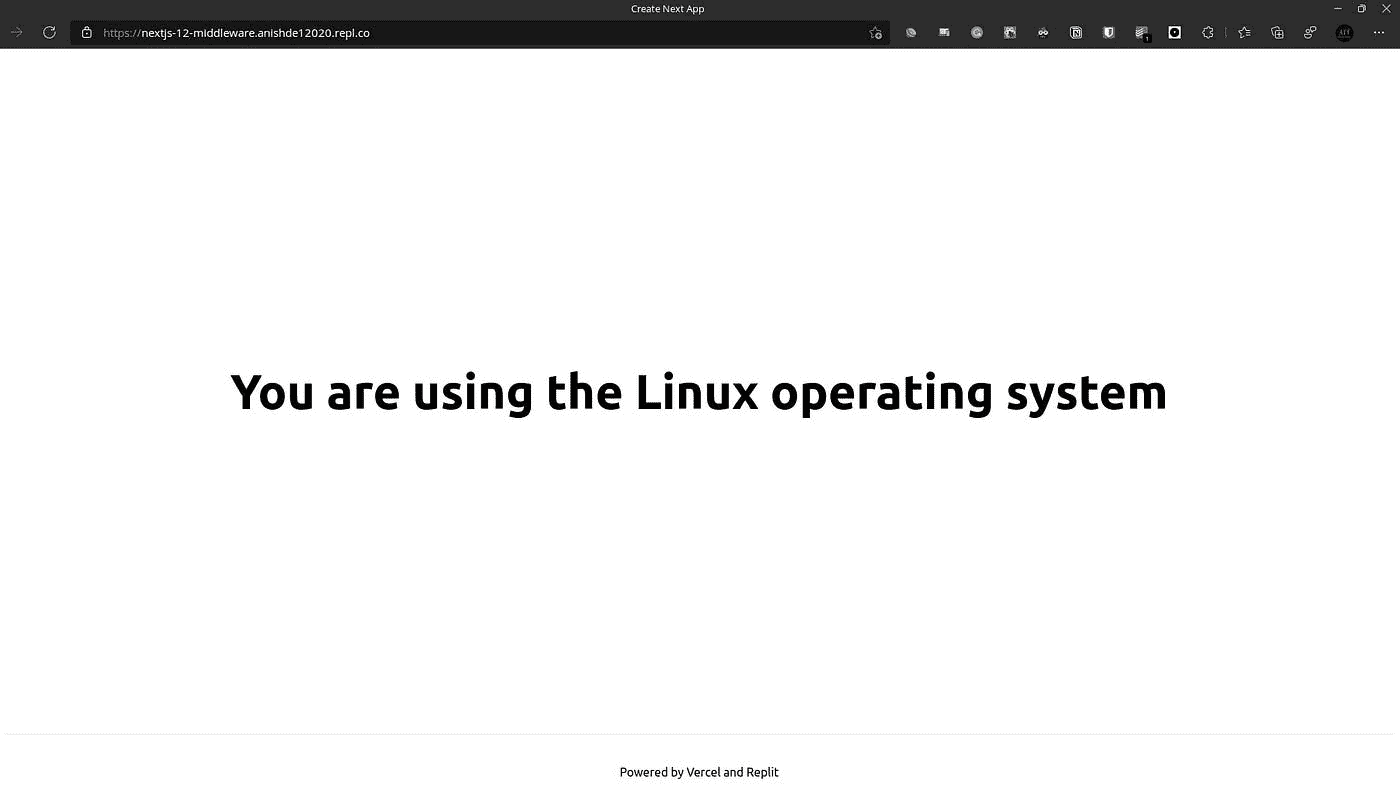 Create Next App
https://nextjs-12-middleware.anishde12020.repl.co
1
You are using the Linux operating system
Powered by Vercel and Replit